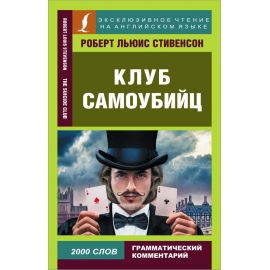 ЭКСКЛЮЗИВНОЕ ЧТЕНИЕ
НА АНГЛИЙСКОМ ЯЗЫКЕ
РОБЕРТ ЛЬЮИС СТИВЕНСОН
КЛУБ
САМОУБИЙЦ
2000 СЛОВ
ГРАММАТИЧЕСКИЙ
КОММЕНТАРИЙ
ROBERT LOUIS STEVENSON
THE SUICIDE CLUB